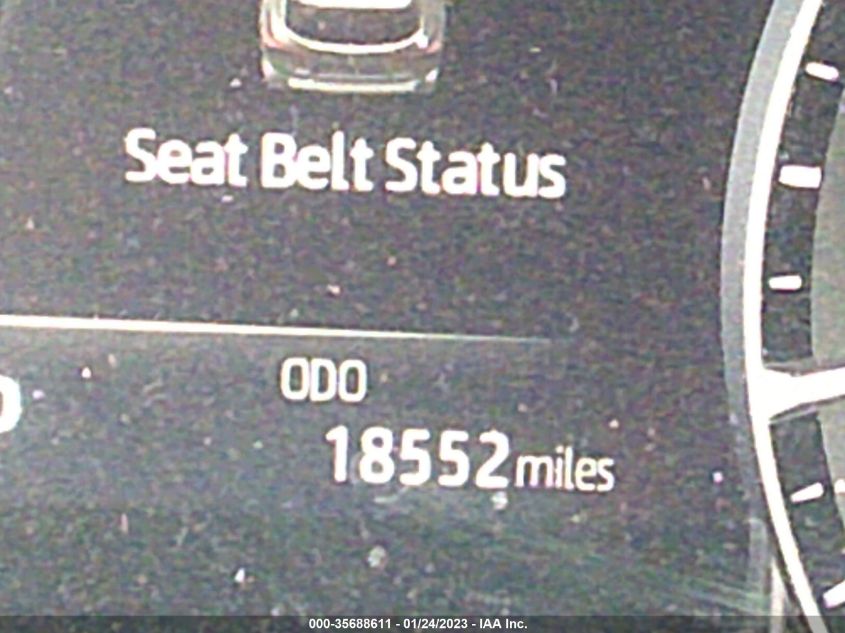 Seat Belt Status
ODO
18552 miles
000-35688611 - 01/24/2023 - IAA Inc.